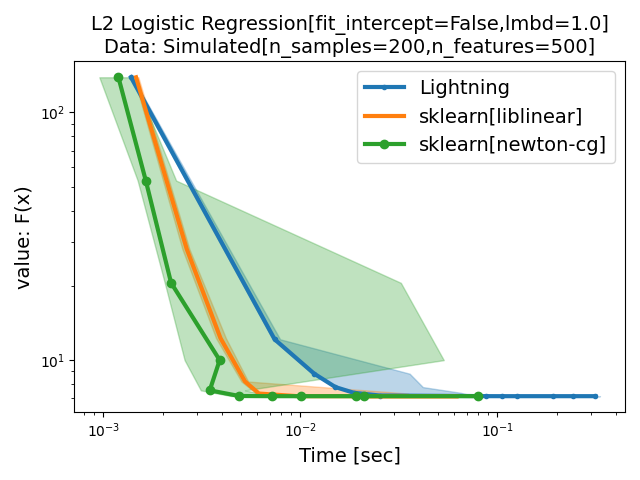 L2 Logistic Regression[fit_intercept=False,lmbd=1.0]
Data: Simulated[n_samples=200,n_features=500]
Lightning
sklearn[liblinear]
sklearn[newton-cg]
value: F(x)
10²
10¹
10⁻³ 10⁻² 10⁻¹
Time [sec]